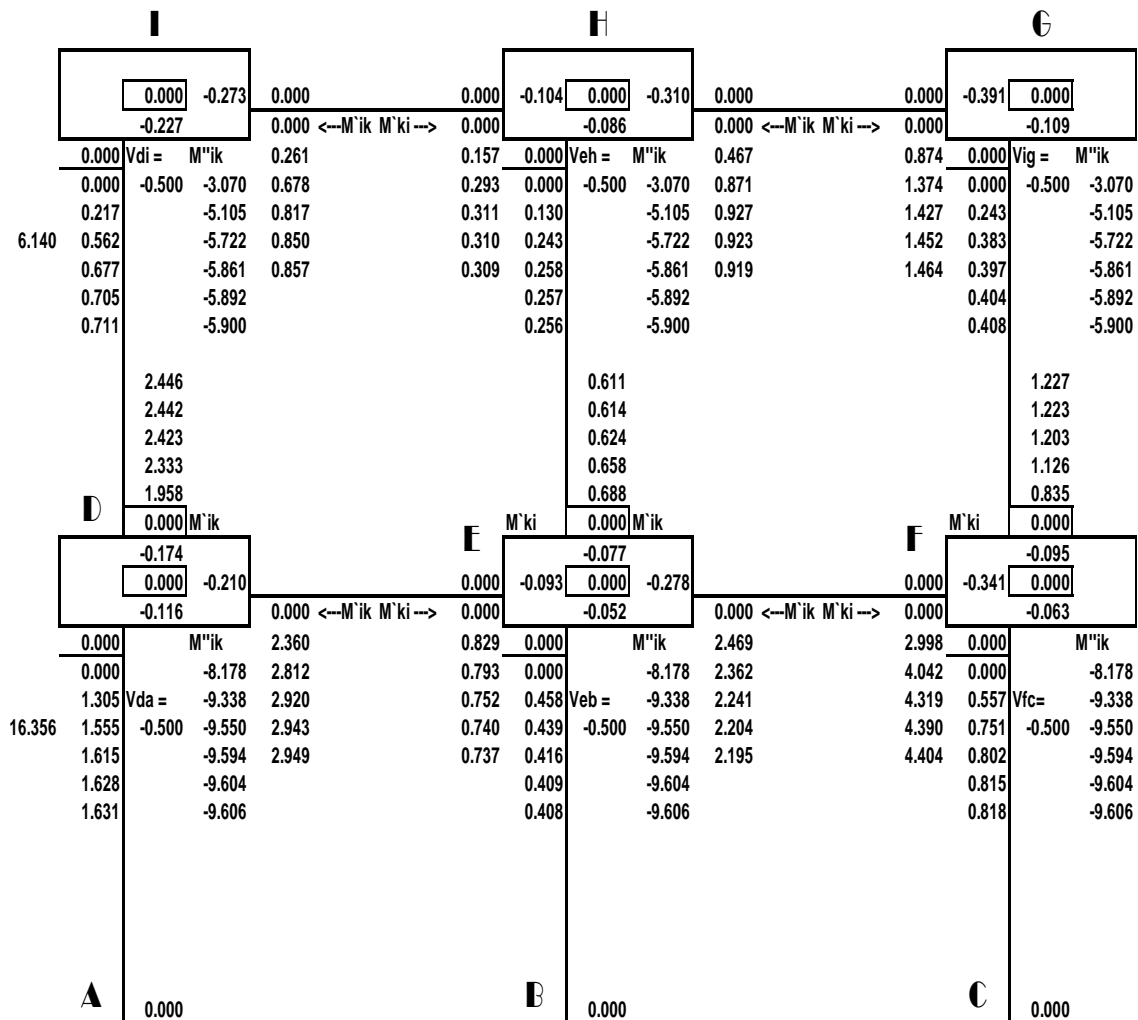 I H G
0.000 -0.273 0.000 0.000 -0.104 0.000 -0.310 0.000 0.000 -0.391 0.000
-0.227 0.000 <---M`ik M`ki ---> 0.000 -0.086 0.000 <---M`ik M`ki ---> 0.000 -0.109
0.000 Vdi = M"ik 0.261 0.157 0.000 Veh = M"ik 0.467 0.874 0.000 Vig = M"ik
0.000 -0.500 -3.070 0.678 0.293 0.000 -0.500 -3.070 0.871 1.374 0.000 -0.500 -3.070
0.217 -5.105 0.817 0.311 0.130 -5.105 0.927 1.427 0.243 -5.105
6.140 0.562 -5.722 0.850 0.310 0.243 -5.722 0.923 1.452 0.383 -5.722
0.677 -5.861 0.857 0.309 0.258 -5.861 0.919 1.464 0.397 -5.861
0.705 -5.892 0.257 -5.892 0.404 -5.892
0.711 -5.900 0.256 -5.900 0.408 -5.900
2.446 0.611 1.227
2.442 0.614 1.223
2.423 0.624 1.203
2.333 0.658 1.126
D 1.958 0.688 0.835
0.000 M`ik E M`ki 0.000 M`ik F M`ki 0.000
-0.174 -0.077 -0.095
0.000 -0.210 0.000 -0.093 0.000 -0.278 0.000 -0.341 0.000
-0.116 0.000 <---M`ik M`ki ---> 0.000 -0.052 0.000 <---M`ik M`ki ---> 0.000 -0.063
0.000 M"ik 2.360 0.829 0.000 M"ik 2.469 2.998 0.000 M"ik
0.000 -8.178 2.812 0.793 0.000 -8.178 2.362 4.042 0.000 -8.178
1.305 Vda = -9.338 2.920 0.752 0.458 Veb = -9.338 2.241 4.319 0.557 Vfc= -9.338
16.356 1.555 -0.500 -9.550 2.943 0.740 0.439 -0.500 -9.550 2.204 4.390 0.751 -0.500 -9.550
1.615 -9.594 2.949 0.737 0.416 -9.594 2.195 4.404 0.802 -9.594
1.628 -9.604 0.409 -9.604 0.815 -9.604
1.631 -9.606 0.408 -9.606 0.818 -9.606
A 0.000 B 0.000 C 0.000